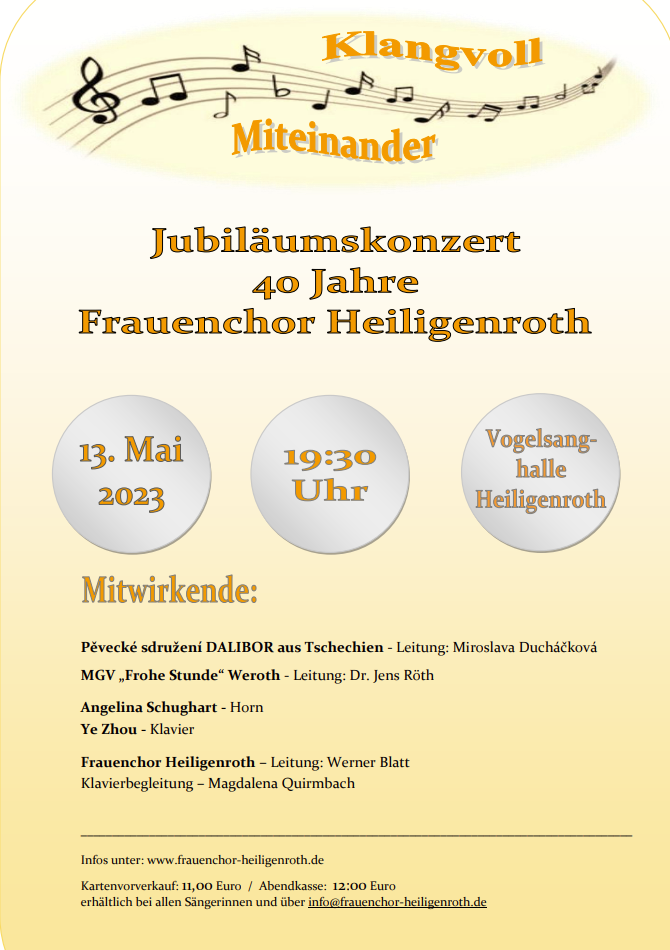 Klangvoll
Miteinander
Jubiläumskonzert
40 Jahre
Frauenchor Heiligenroth
13. Mai
2023
19:30
Uhr
Vogelsang-
halle
Heiligenroth
Mitwirkende:
Pěvecké sdružení DALIBOR aus Tschechien - Leitung: Miroslava Ducháčková
MGV „Frohe Stunde“ Weroth - Leitung: Dr. Jens Röth
Angelina Schughart - Horn
Ye Zhou - Klavier
Frauenchor Heiligenroth – Leitung: Werner Blatt
Klavierbegleitung – Magdalena Quirmbach
Infos unter: www.frauenchor-heiligenroth.de
Kartenvorverkauf: 11,00 Euro / Abendkasse: 12:00 Euro
erhältlich bei allen Sängerinnen und über info@frauenchor-heiligenroth.de